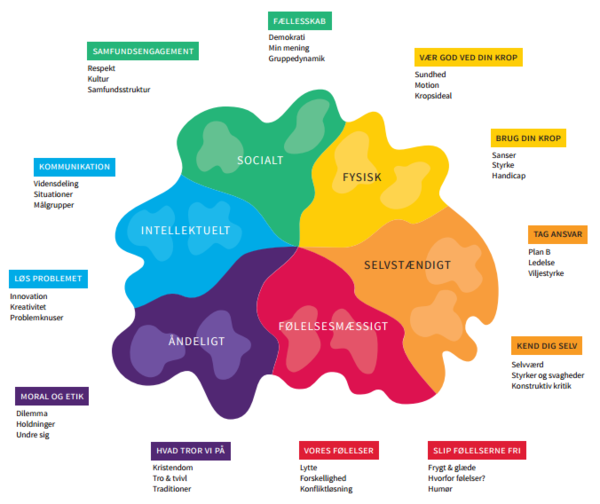 FÆLLESSKAB
Demokrati
Min mening
Gruppedynamik
SAMFUNDSENGAGEMENT
Respekt
Kultur
Samfundsstruktur
VÆR GOD VED DIN KROP
Sundhed
Motion
Kropsideal
BRUG DIN KROP
Sanser
Styrke
Handicap
KOMMUNIKATION
Vidensdeling
Situationer
Målgrupper
SOCIALT
FYSISK
INTELLEKTUELT
SELVSTÆNDIGT
TAG ANSVAR
Plan B
Ledelse
Viljestyrke
LØS PROBLEMET
Innovation
Kreativitet
Problemknuser
ÅNDELIGT
FØLELSESMÆSSIGT
KEND DIG SELV
Selvværd
Styrker og svagheder
Konstruktiv kritik
MORAL OG ETIK
Dilemma
Holdninger
Undre sig
HVAD TROR VI PÅ
Kristendom
Tro & tvivl
Traditioner
VORES FØLELSER
Lytte
Forskellighed
Konfliktløsning
SLIP FØLELSERNE FRI
Frygt & glæde
Hvorfor følelser?
Humør